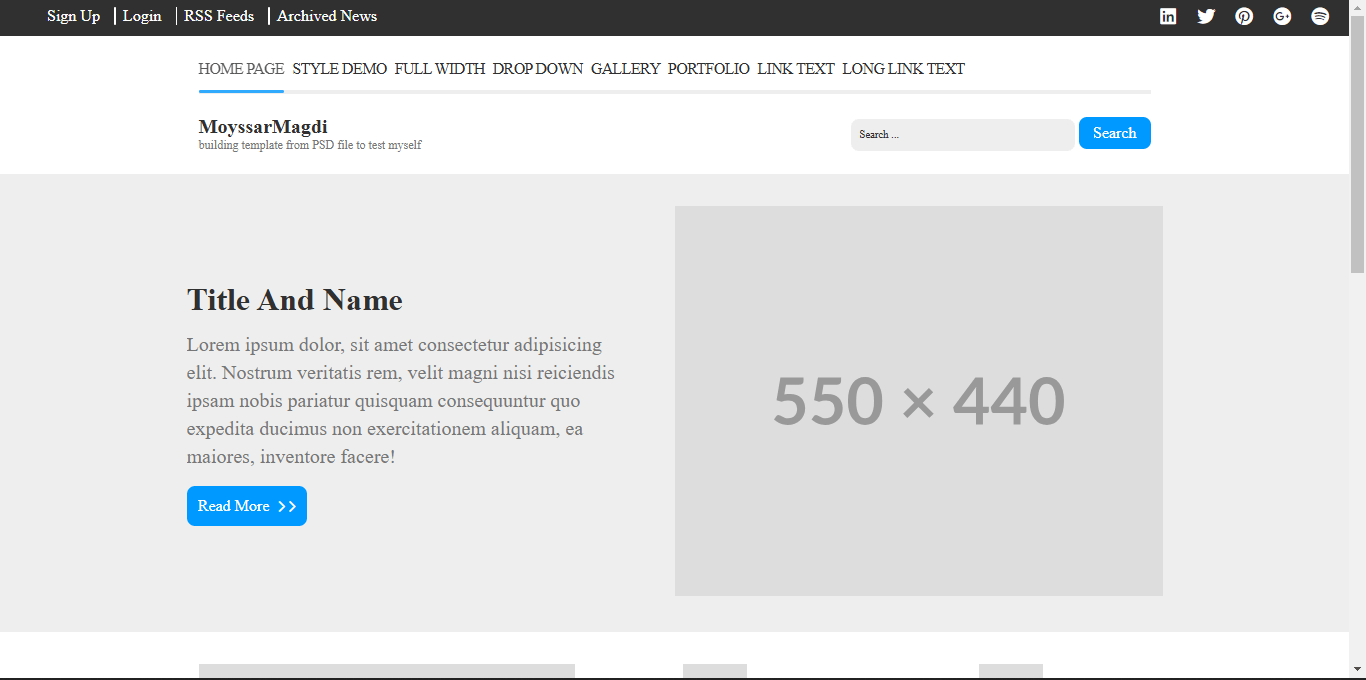 Sign Up Login RSS Feeds Archived News
HOME PAGE STYLE DEMO FULL WIDTH DROP DOWN GALLERY PORTFOLIO LINK TEXT LONG LINK TEXT
MoyssarMagdi
building template from PSD file to test myself
Search ...
Search
Title And Name
Lorem ipsum dolor, sit amet consectetur adipisicing
elit. Nostrum veritatis rem, velit magni nisi reiciendis
ipsam nobis pariatur quisquam consequuntur quo
expedita ducimus non exercitationem aliquam, ea
maiores, inventore facere!
Read More
550 × 440